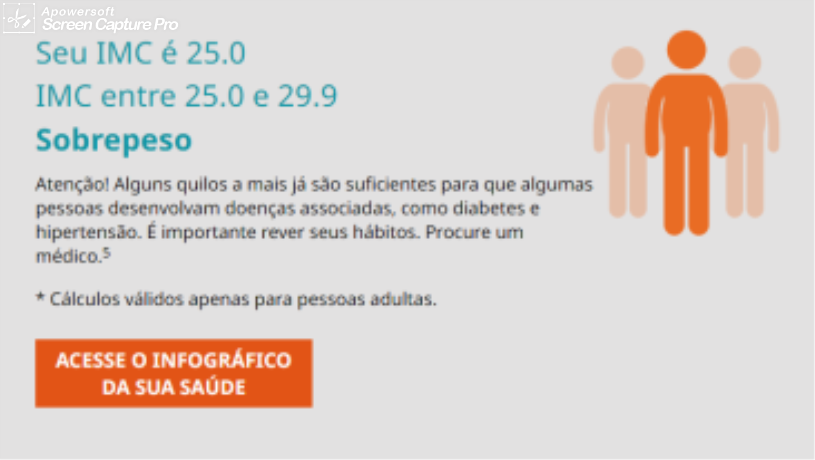 Apowersoft
Screen Capture Pro
Seu IMC é 25.0
IMC entre 25.0 e 29.9
Sobrepeso
Atenção! Alguns quilos a mais já são suficientes para que algumas
pessoas desenvolvam doenças associadas, como diabetes e
hipertensão. É importante rever seus hábitos. Procure um
médico.⁵
* Cálculos válidos apenas para pessoas adultas.
ACESSE O INFOGRÁFICO
DA SUA SAÚDE